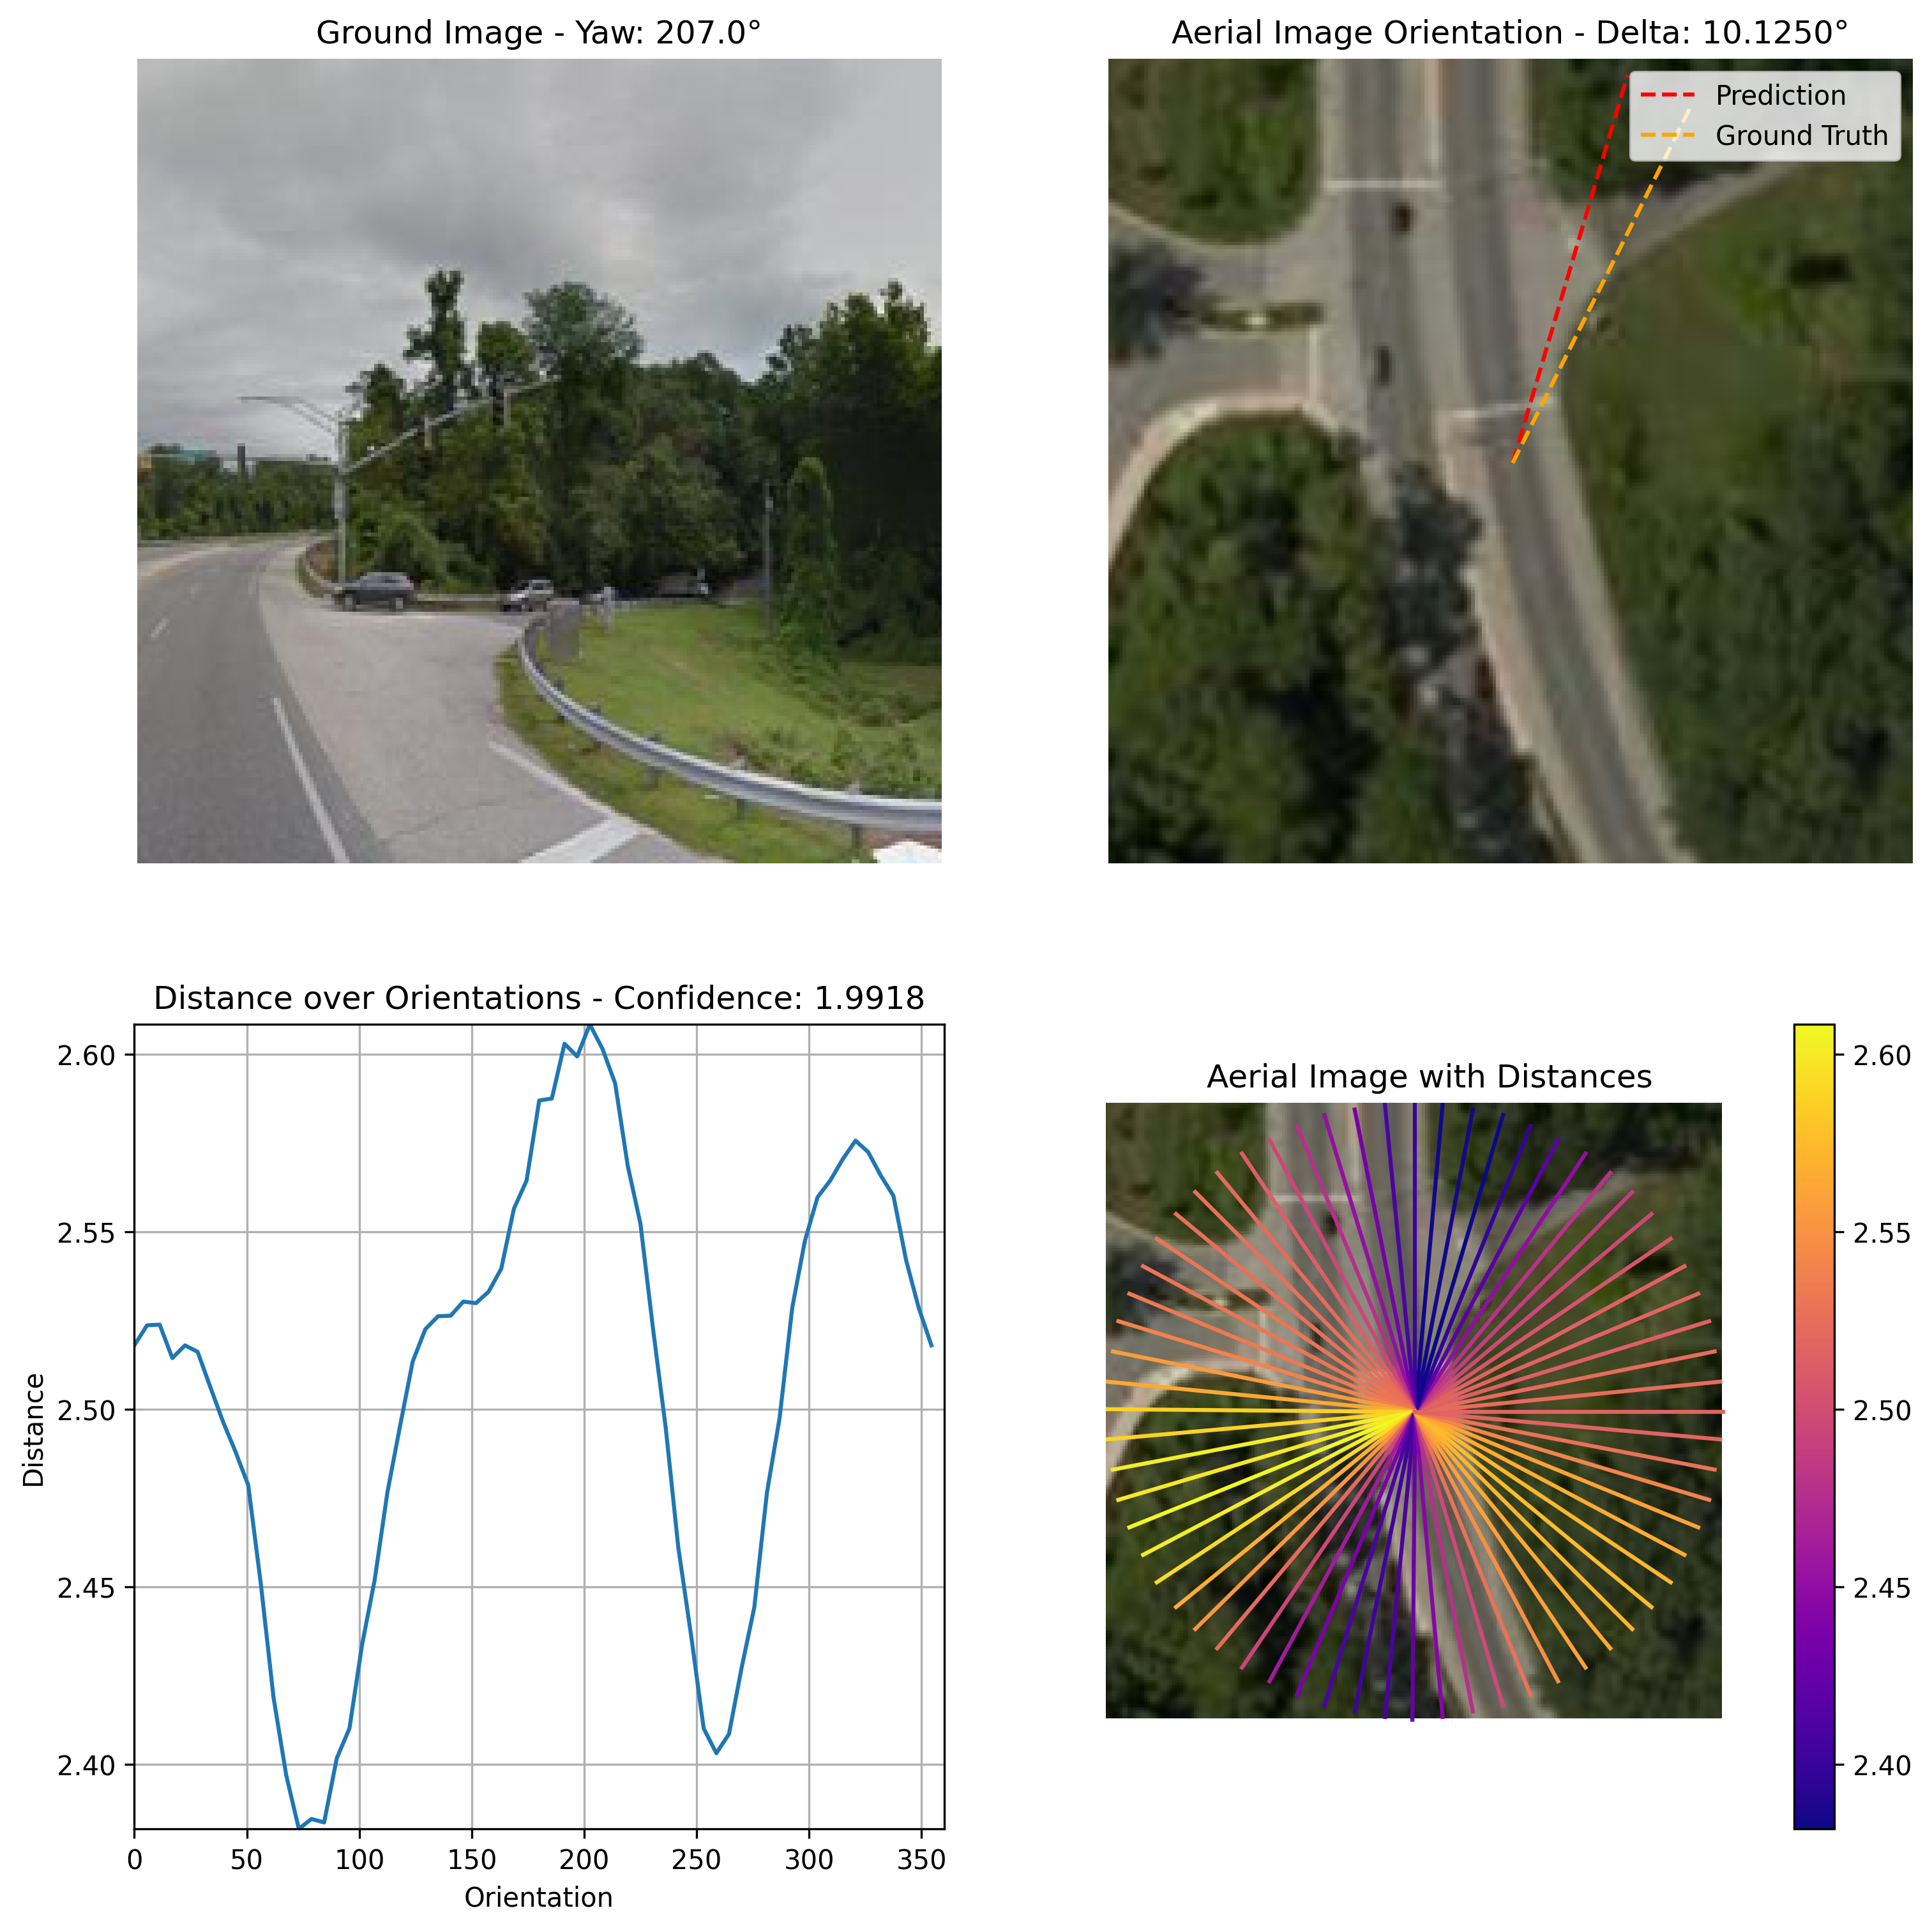 Ground Image - Yaw: 207.0°
Aerial Image Orientation - Delta: 10.1250°
Prediction
Ground Truth
Distance over Orientations - Confidence: 1.9918
2.60
2.55
2.50
2.45
2.40
Distance
0 50 100 150 200 250 300 350
Orientation
Aerial Image with Distances
2.60
2.55
2.50
2.45
2.40